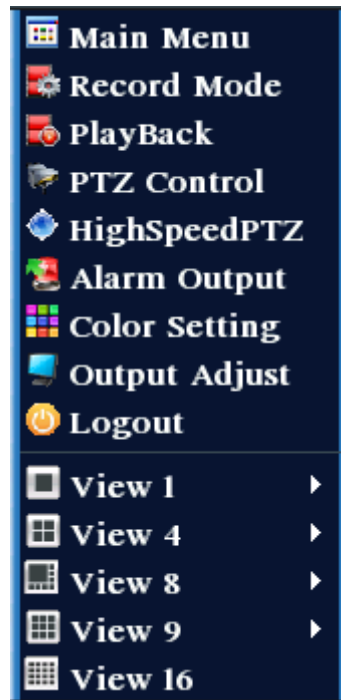 Main Menu
Record Mode
PlayBack
PTZ Control
HighSpeedPTZ
Alarm Output
Color Setting
Output Adjust
Logout
View 1
View 4
View 8
View 9
View 16